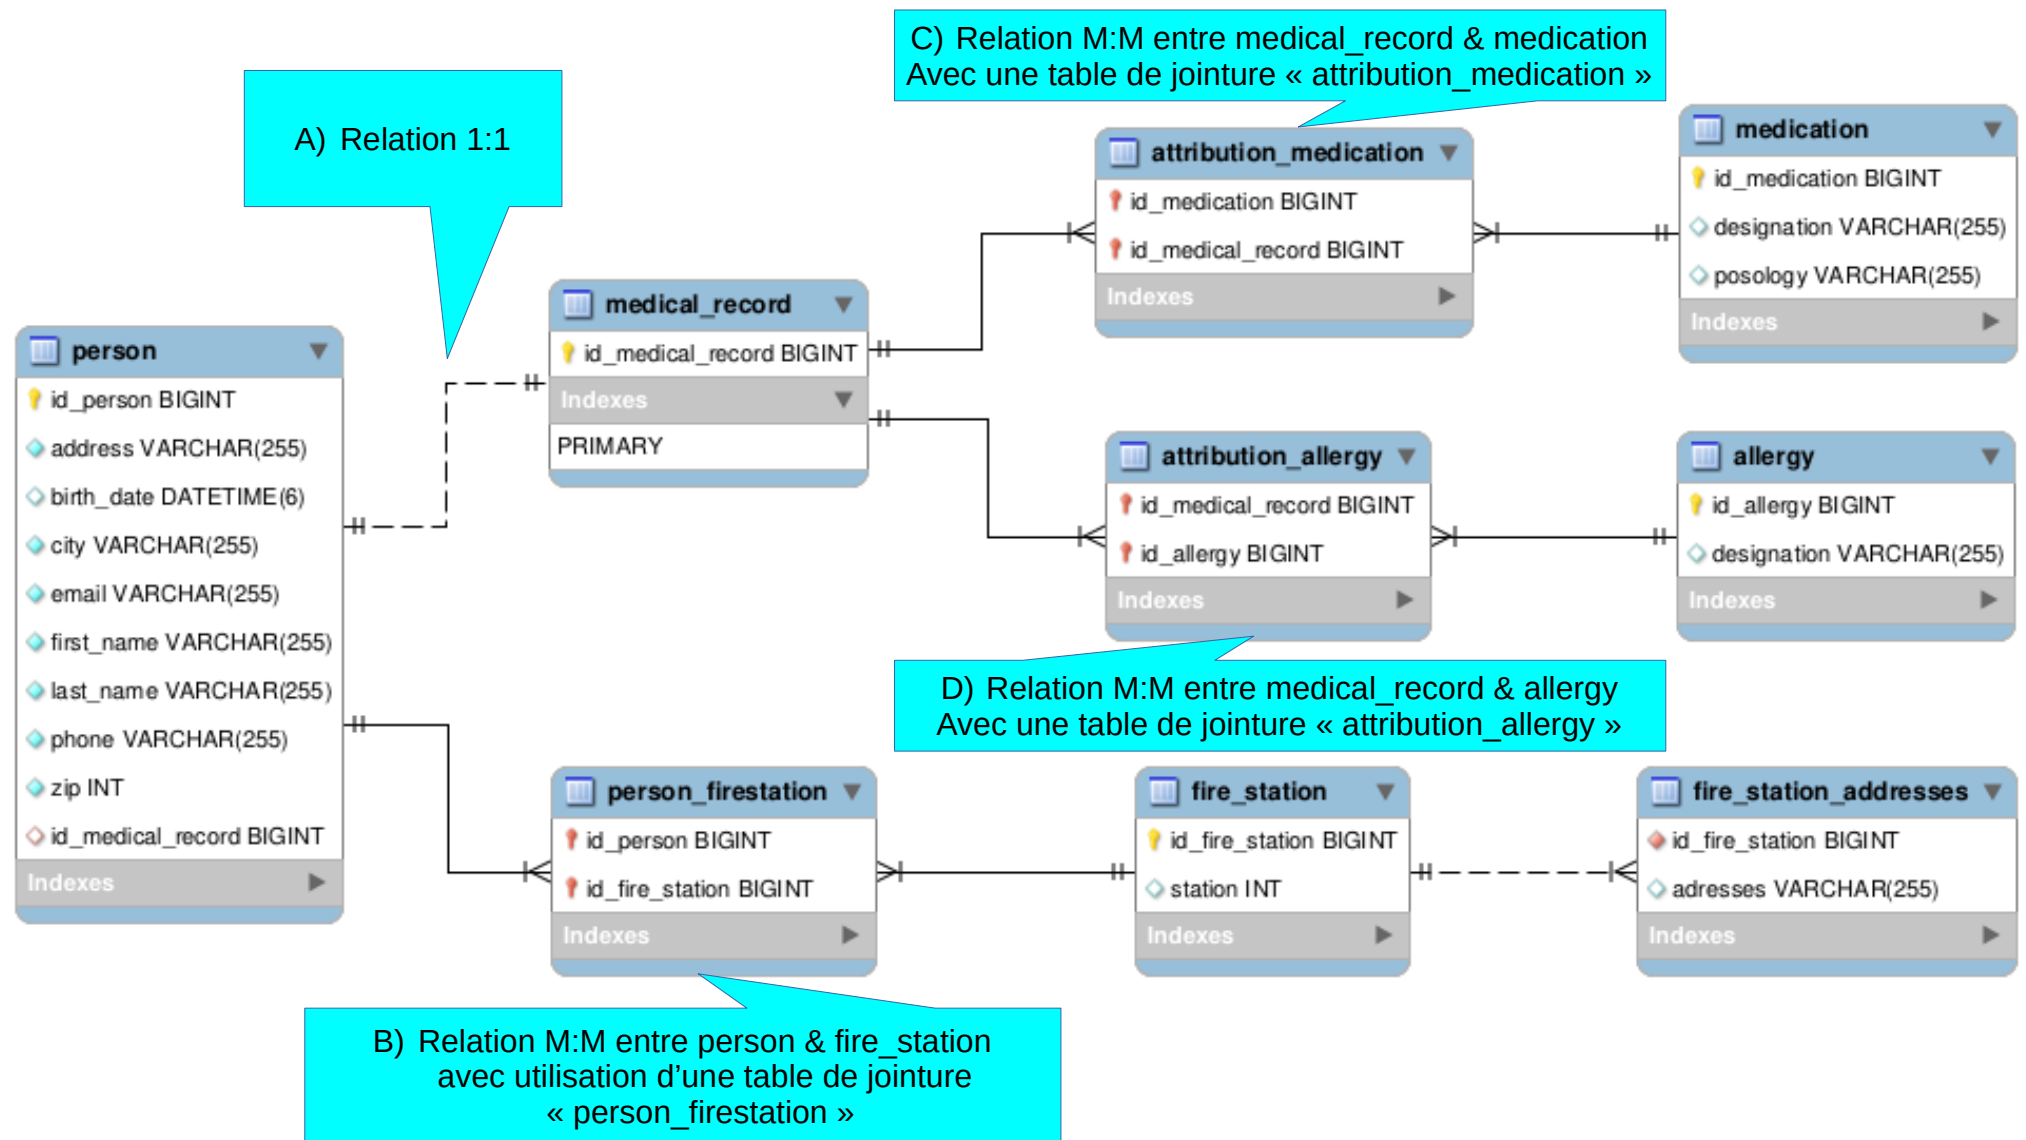 C) Relation M:M entre medical_record & medication
Avec une table de jointure « attribution_medication »
A) Relation 1:1
attribution_medication
id_medication BIGINT
id_medical_record BIGINT
Indexes
medication
id_medication BIGINT
designation VARCHAR(255)
posology VARCHAR(255)
Indexes
medical_record
id_medical_record BIGINT
Indexes
PRIMARY
person
id_person BIGINT
address VARCHAR(255)
birth_date DATETIME(6)
city VARCHAR(255)
email VARCHAR(255)
first_name VARCHAR(255)
last_name VARCHAR(255)
phone VARCHAR(255)
zip INT
id_medical_record BIGINT
Indexes
attribution_allergy
id_medical_record BIGINT
id_allergy BIGINT
Indexes
allergy
id_allergy BIGINT
designation VARCHAR(255)
Indexes
D) Relation M:M entre medical_record & allergy
Avec une table de jointure « attribution_allergy »
person_firestation
id_person BIGINT
id_fire_station BIGINT
Indexes
fire_station
id_fire_station BIGINT
station INT
Indexes
fire_station_addresses
id_fire_station BIGINT
adresses VARCHAR(255)
Indexes
B) Relation M:M entre person & fire_station
avec utilisation d’une table de jointure
« person_firestation »